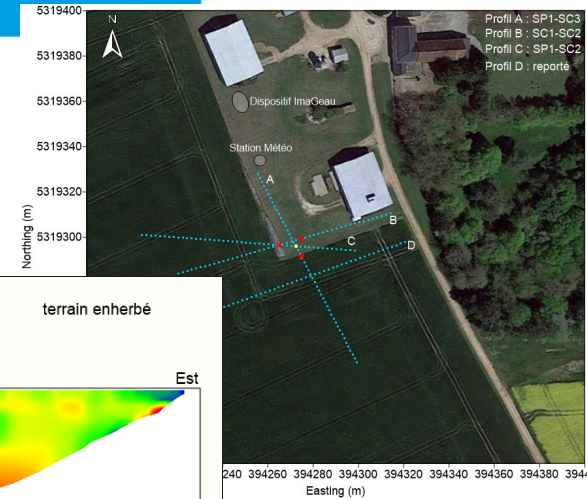 5319400
5319380
5319360
5319340
5319320
5319300
Northing (m)
N
Profil A : SP1-SC3
Profil B : SC1-SC2
Profil C : SP1-SC2
Profil D : reporté
Dispositif ImaGeau
Station Météo
A
B
C
D
terrain enherbé
Est
240 394260 394280 394300 394320 394340 394360 394380 3944
Easting (m)